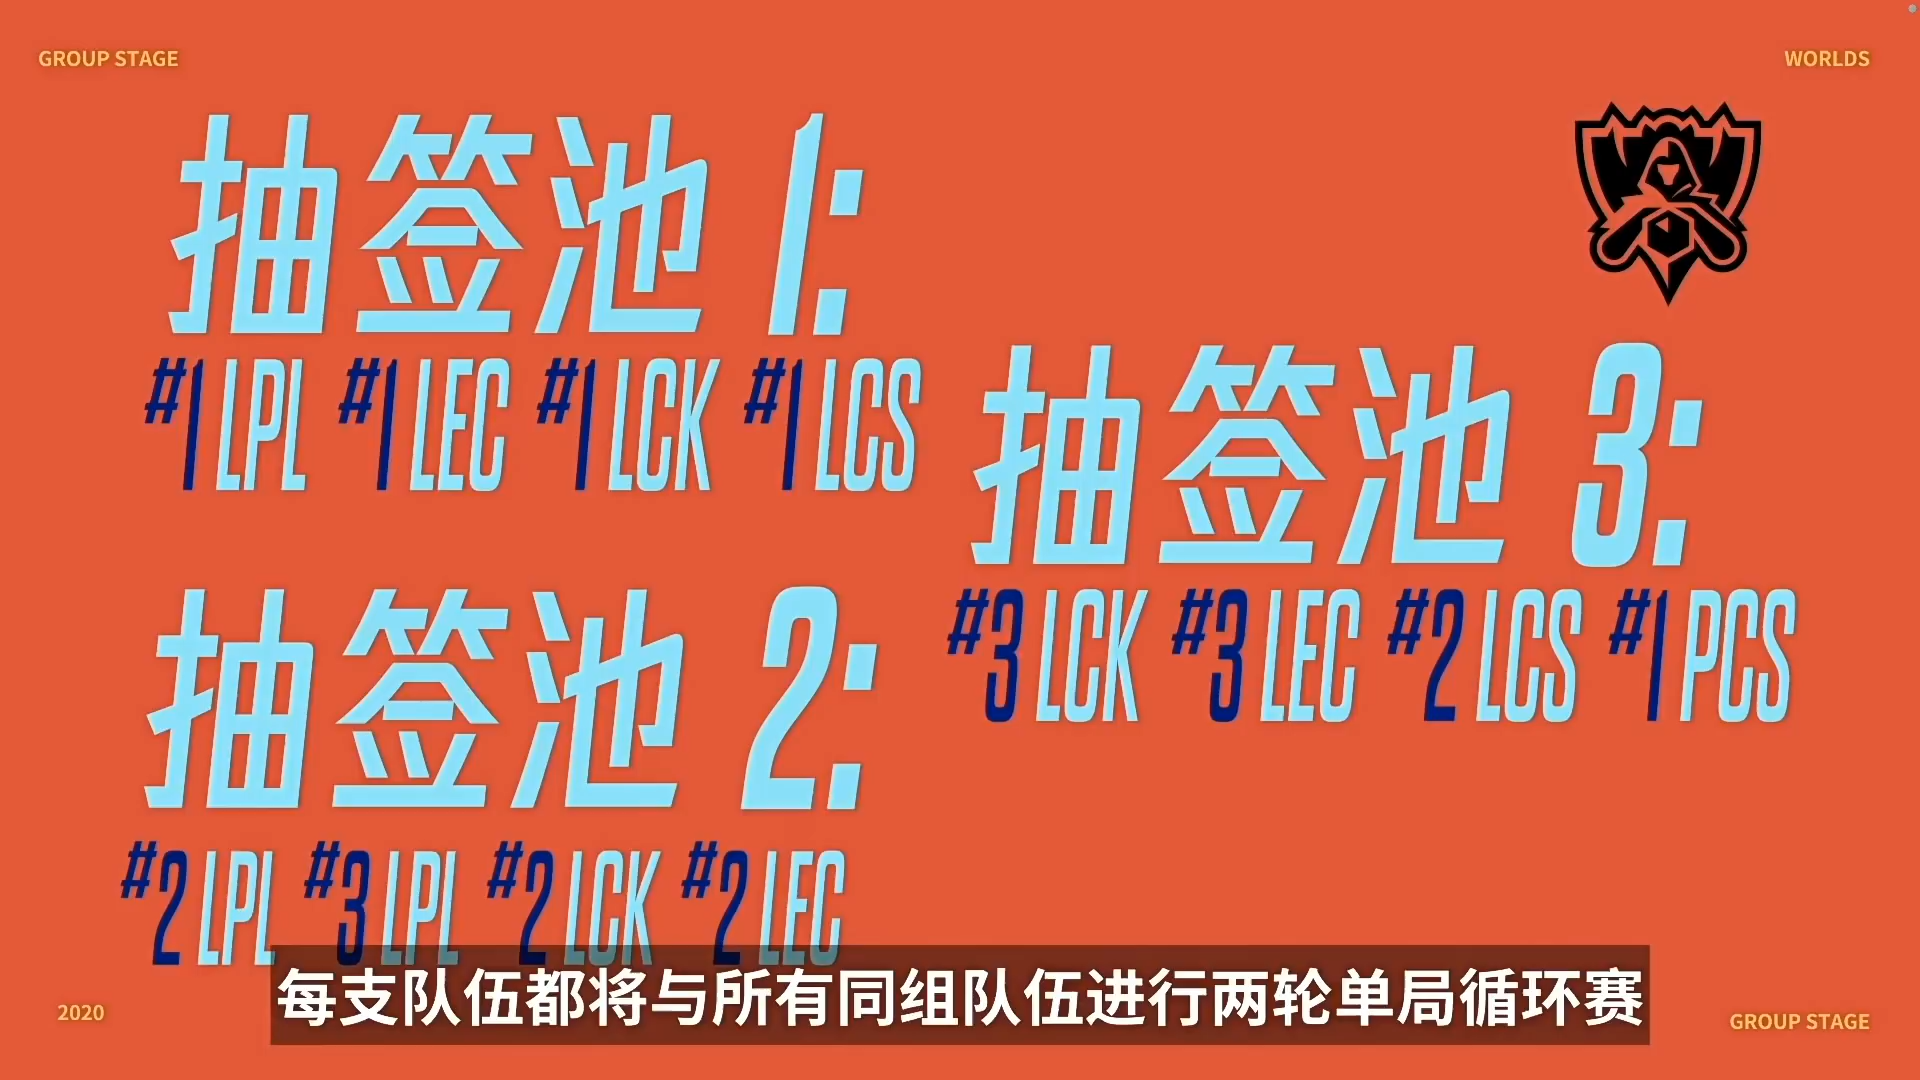 GROUP STAGE
WORLDS
抽签池 1:
#1 LPL #1 LEC #1 LCK #1 LCS
抽签池 2:
#2 LPL #3 LPL #2 LCK #2 LEC
抽签池 3:
#3 LCK #3 LEC #2 LCS #1 PCS
每支队伍都将与所有同组队伍进行两轮单局循环赛
2020
GROUP STAGE